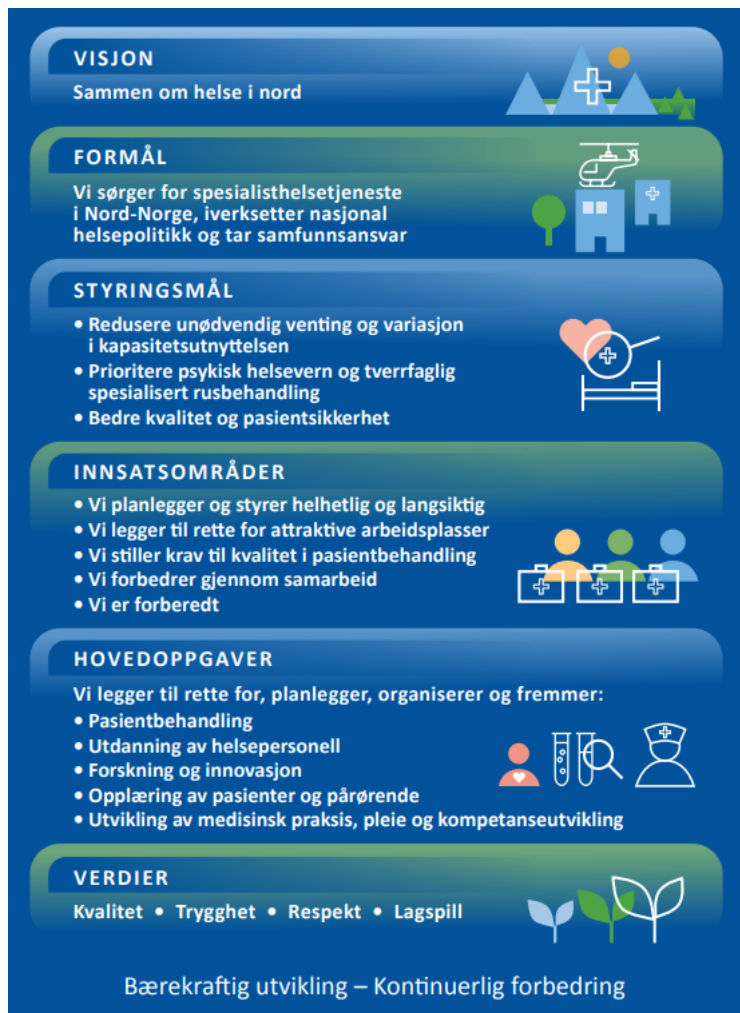 VISJON
Sammen om helse i nord
FORMÅL
Vi sørger for spesialisthelsetjeneste
i Nord-Norge, iverksetter nasjonal
helsepolitikk og tar samfunnsansvar
STYRINGSMÅL
• Redusere unødvendig venting og variasjon
i kapasitetsutnyttelsen
• Prioritere psykisk helsevern og tverrfaglig
spesialisert rusbehandling
• Bedre kvalitet og pasientsikkerhet
INNSATSOMRÅDER
• Vi planlegger og styrer helhetlig og langsiktig
• Vi legger til rette for attraktive arbeidsplasser
• Vi stiller krav til kvalitet i pasientbehandling
• Vi forbedrer gjennom samarbeid
• Vi er forberedt
HOVEDOPPGAVER
Vi legger til rette for, planlegger, organiserer og fremmer:
• Pasientbehandling
• Utdanning av helsepersonell
• Forskning og innovasjon
• Opplæring av pasienter og pårørende
• Utvikling av medisinsk praksis, pleie og kompetanseutvikling
VERDIER
Kvalitet • Trygghet • Respekt • Lagspill
Bærekraftig utvikling – Kontinuerlig forbedring